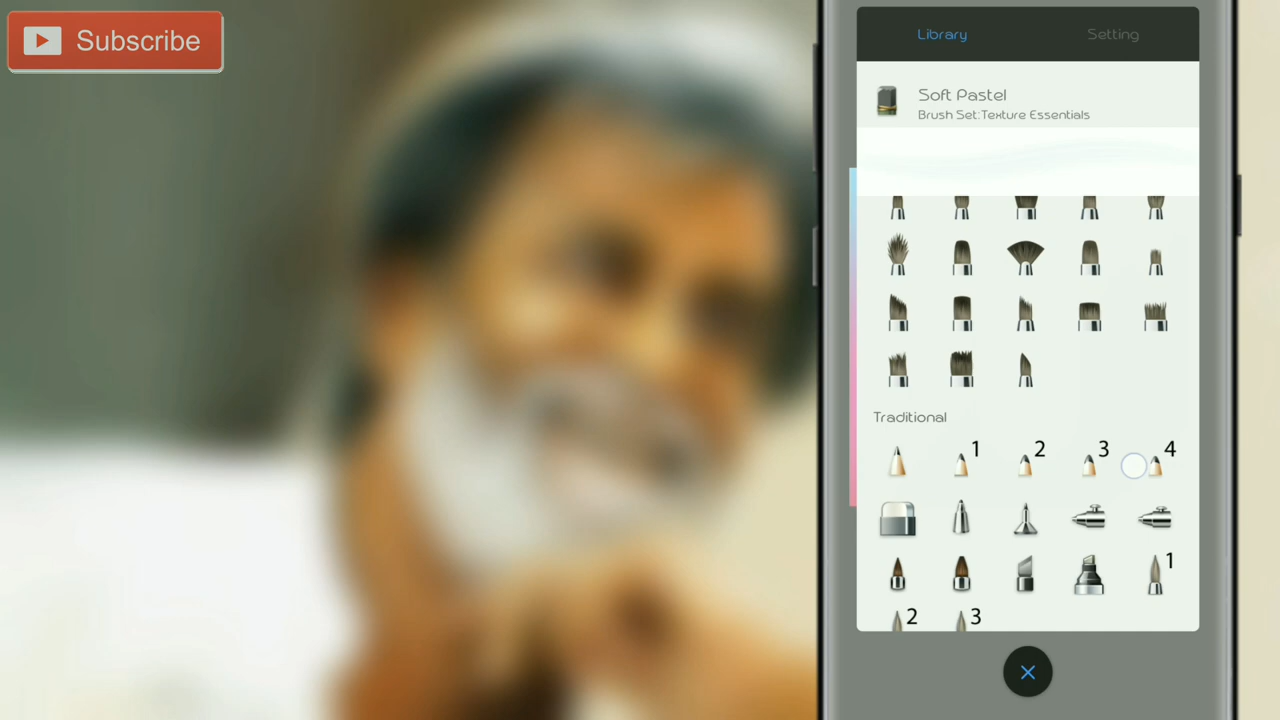 Subscribe
Library
Setting
Soft Pastel
Brush Set:Texture Essentials
Traditional
1
2
3
4
1
2
3